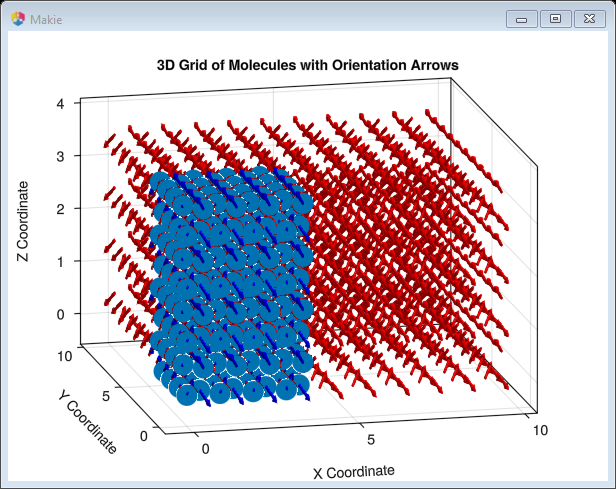 Makie
3D Grid of Molecules with Orientation Arrows
4
3
2
1
0
Z Coordinate
10
5
0
Y Coordinate
0
5
10
X Coordinate